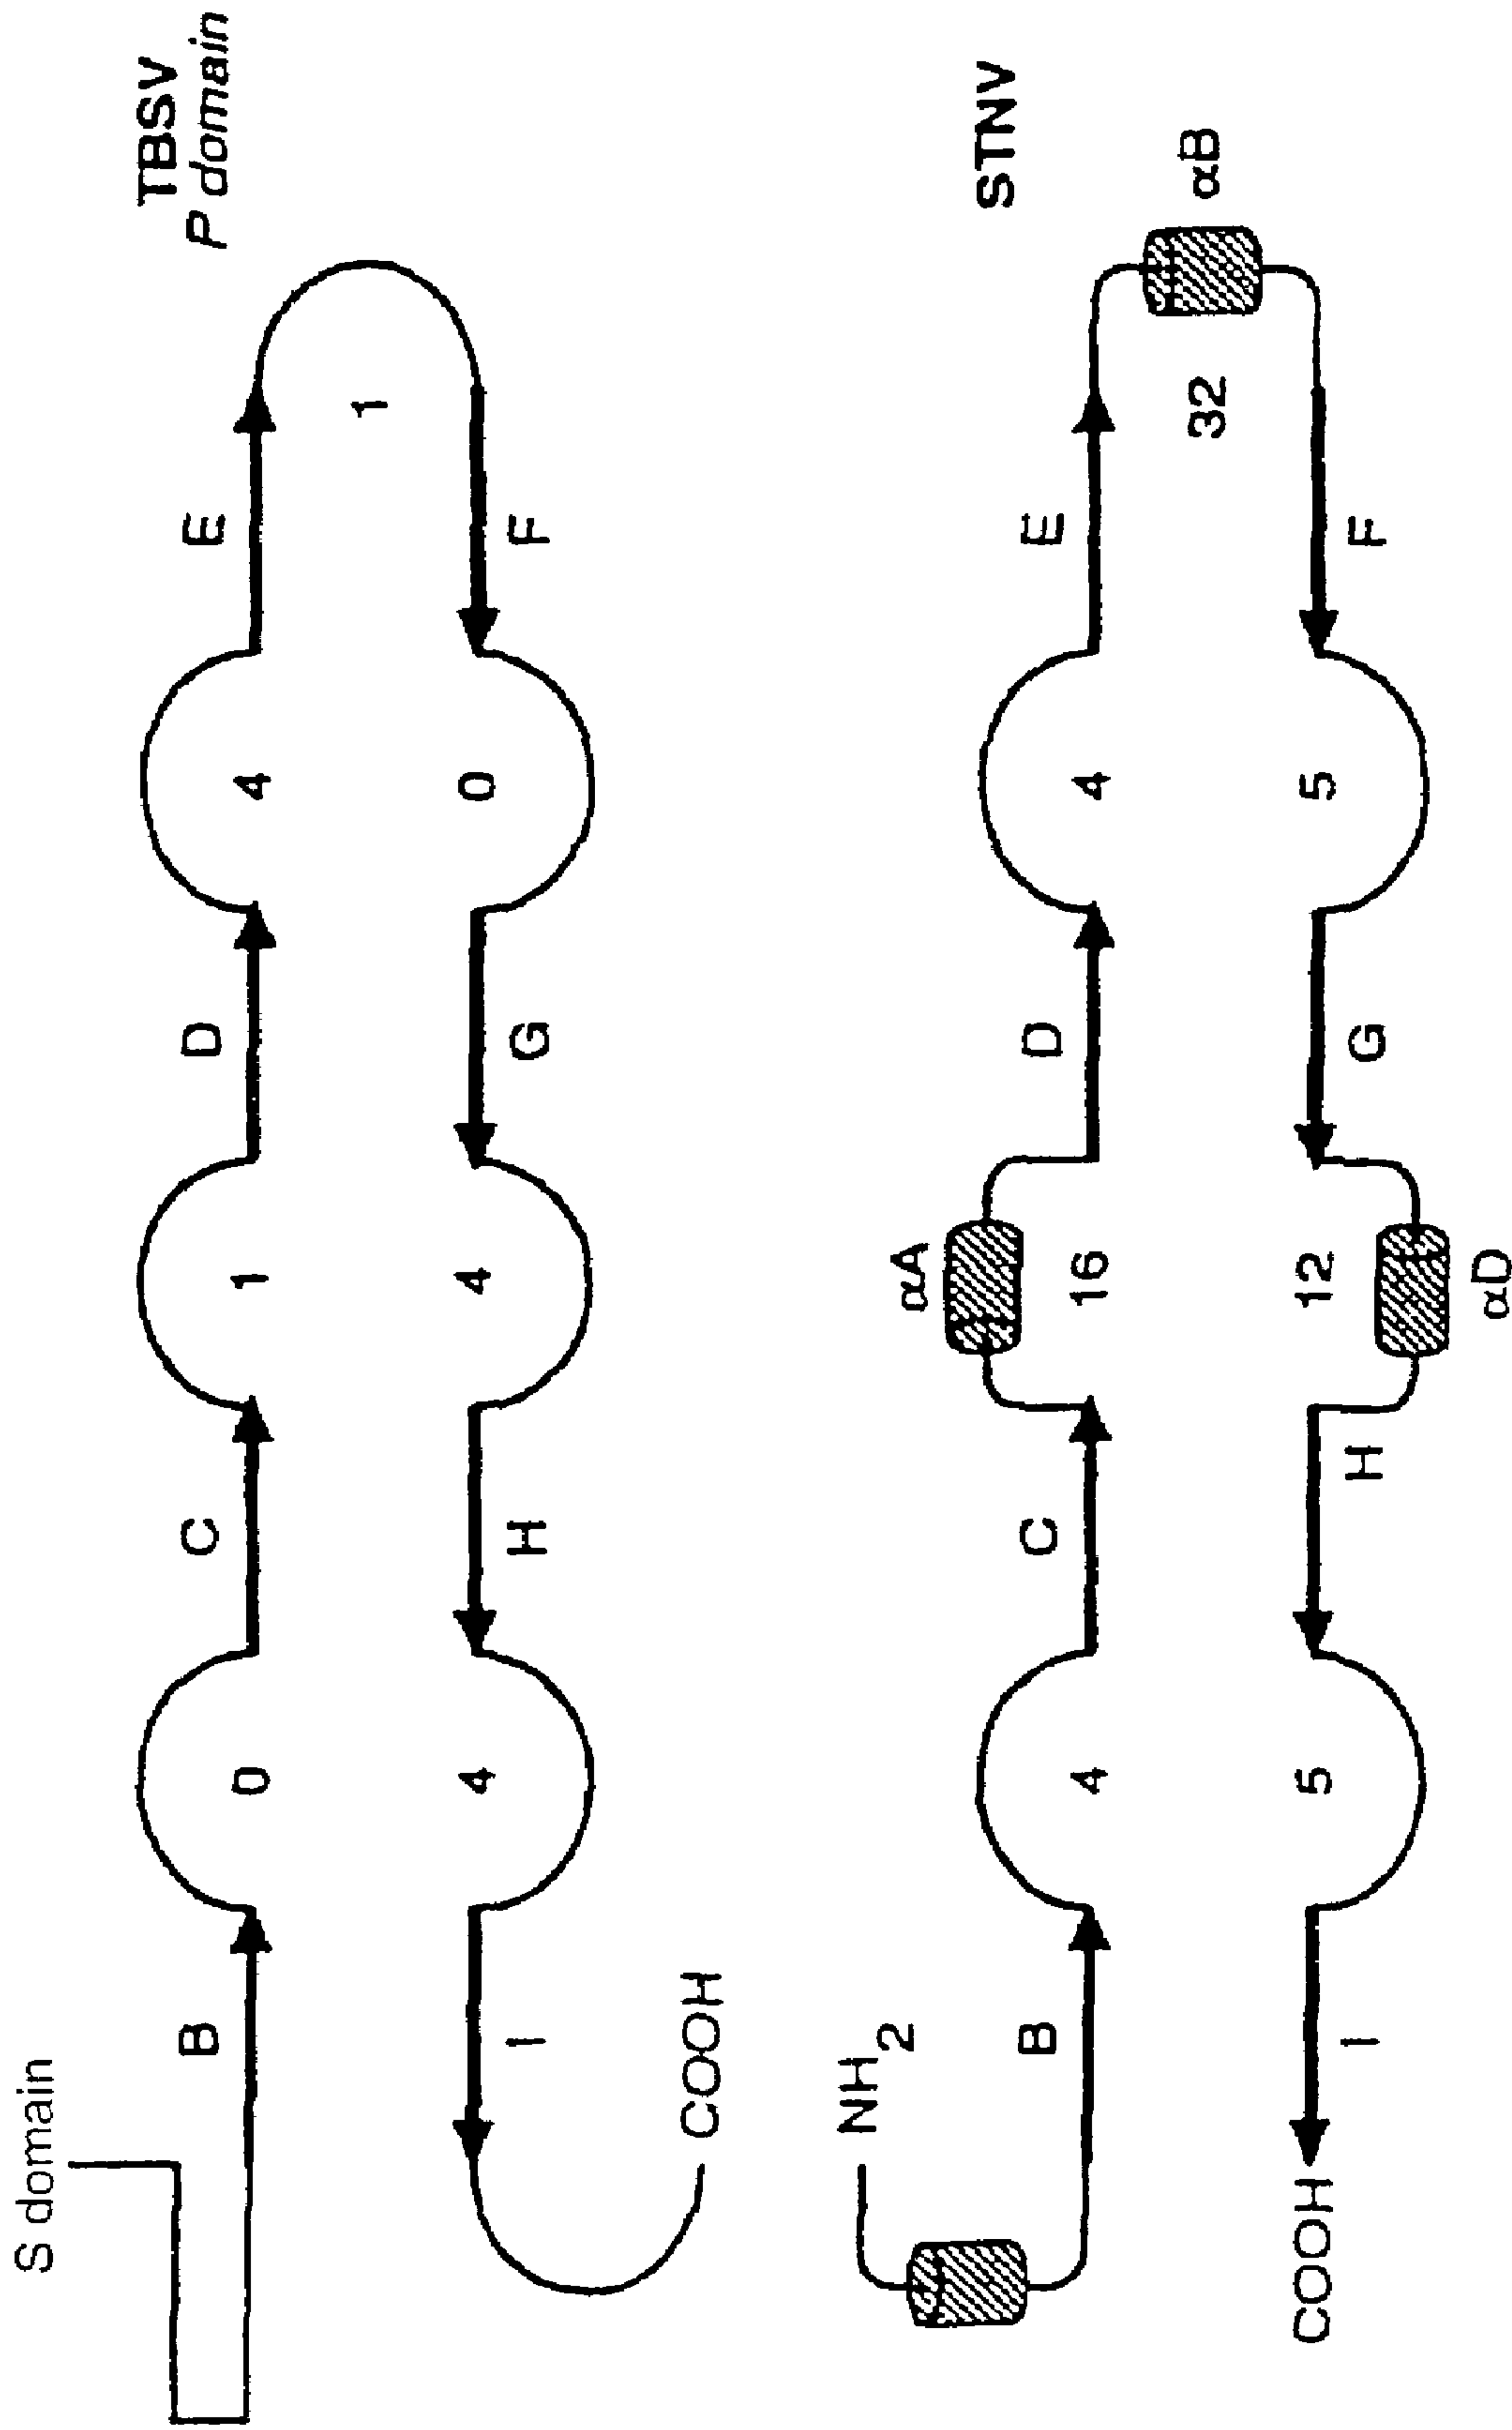 S domain
TBSV
P domain
B
C
D
E
0
1
4
1
4
4
0
I
H
G
F
COOH
STNV
NH2
αA
B
C
D
E
4
16
4
32
αB
5
12
5
I
H
G
F
COOH
αD